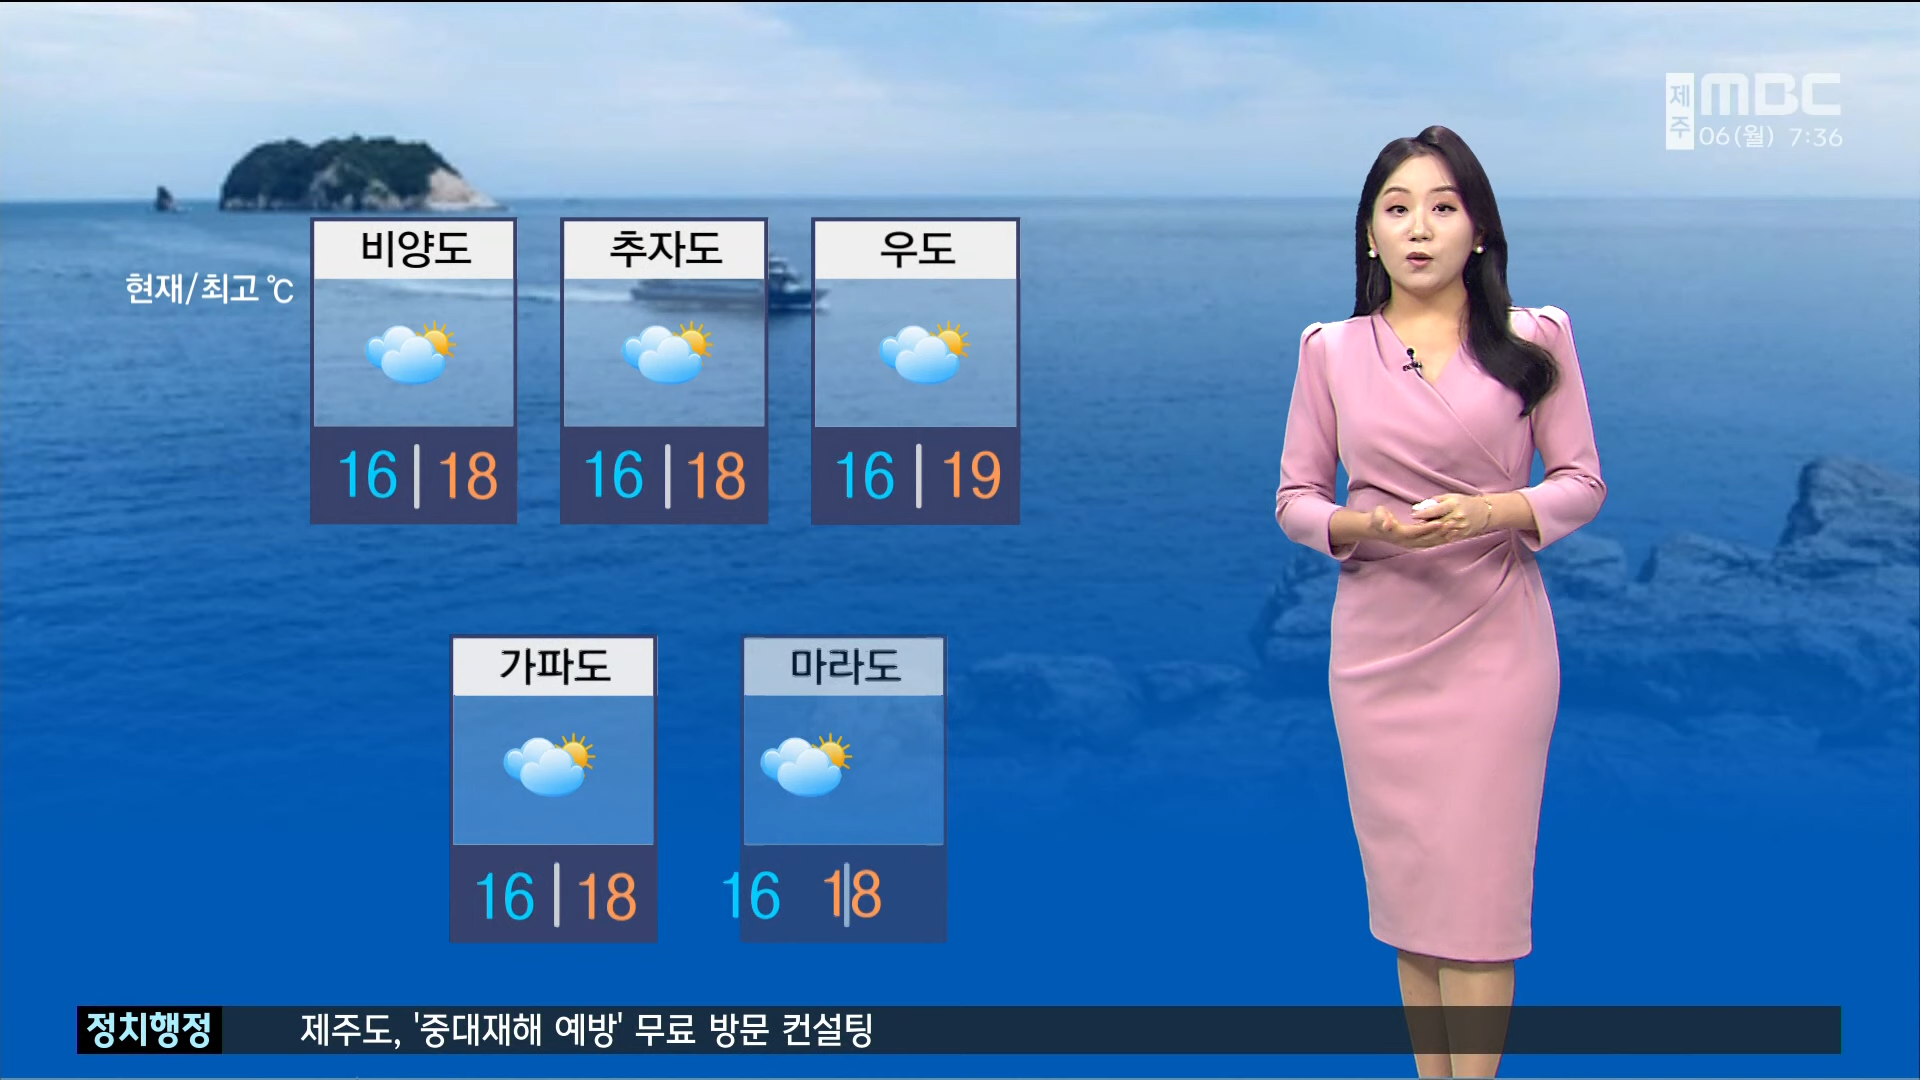 제주 MBC
06(월) 7:36
현재/최고 ℃
비양도 추자도 우도
16 18 16 18 16 19
가파도 마라도
16 18 16 18
정치행정 제주도, '중대재해 예방' 무료 방문 컨설팅